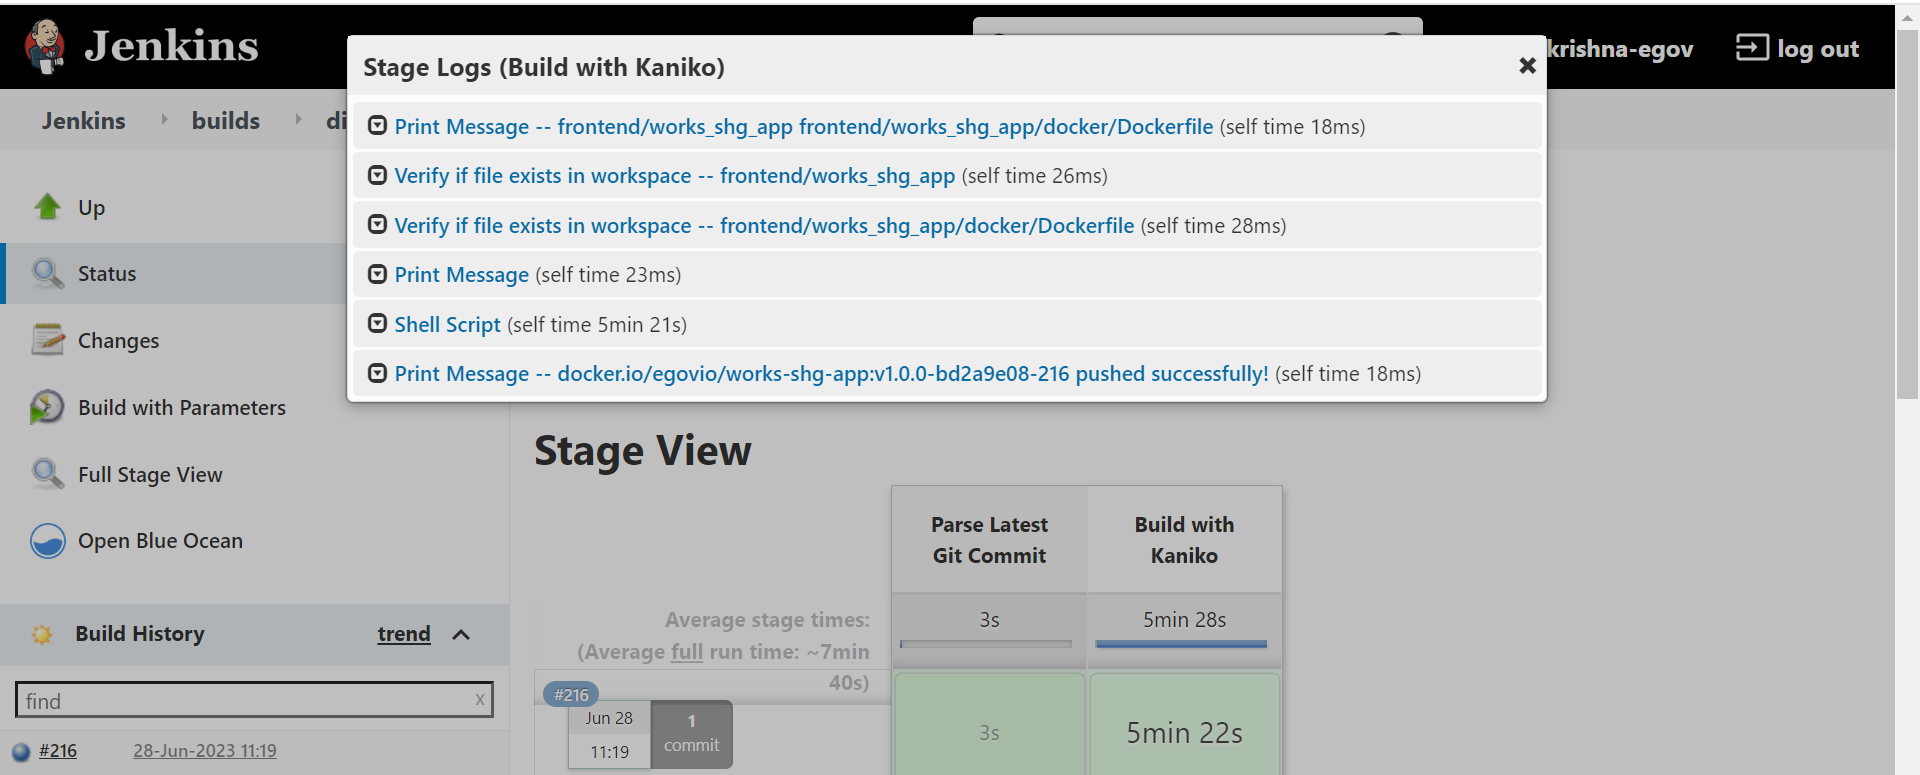 Jenkins
krishna-egov
log out
Stage Logs (Build with Kaniko)
Jenkins builds di
Print Message -- frontend/works_shg_app frontend/works_shg_app/docker/Dockerfile (self time 18ms)
Verify if file exists in workspace -- frontend/works_shg_app (self time 26ms)
Verify if file exists in workspace -- frontend/works_shg_app/docker/Dockerfile (self time 28ms)
Print Message (self time 23ms)
Shell Script (self time 5min 21s)
Print Message -- docker.io/egovio/works-shg-app:v1.0.0-bd2a9e08-216 pushed successfully! (self time 18ms)
Up
Status
Changes
Build with Parameters
Full Stage View
Open Blue Ocean
Build History trend
find x
#216 28-Jun-2023 11:19
Stage View
Parse Latest
Git Commit
Build with
Kaniko
Average stage times:
(Average full run time: ~7min
40s)
3s
5min 28s
#216
Jun 28
11:19
1
commit
3s
5min 22s